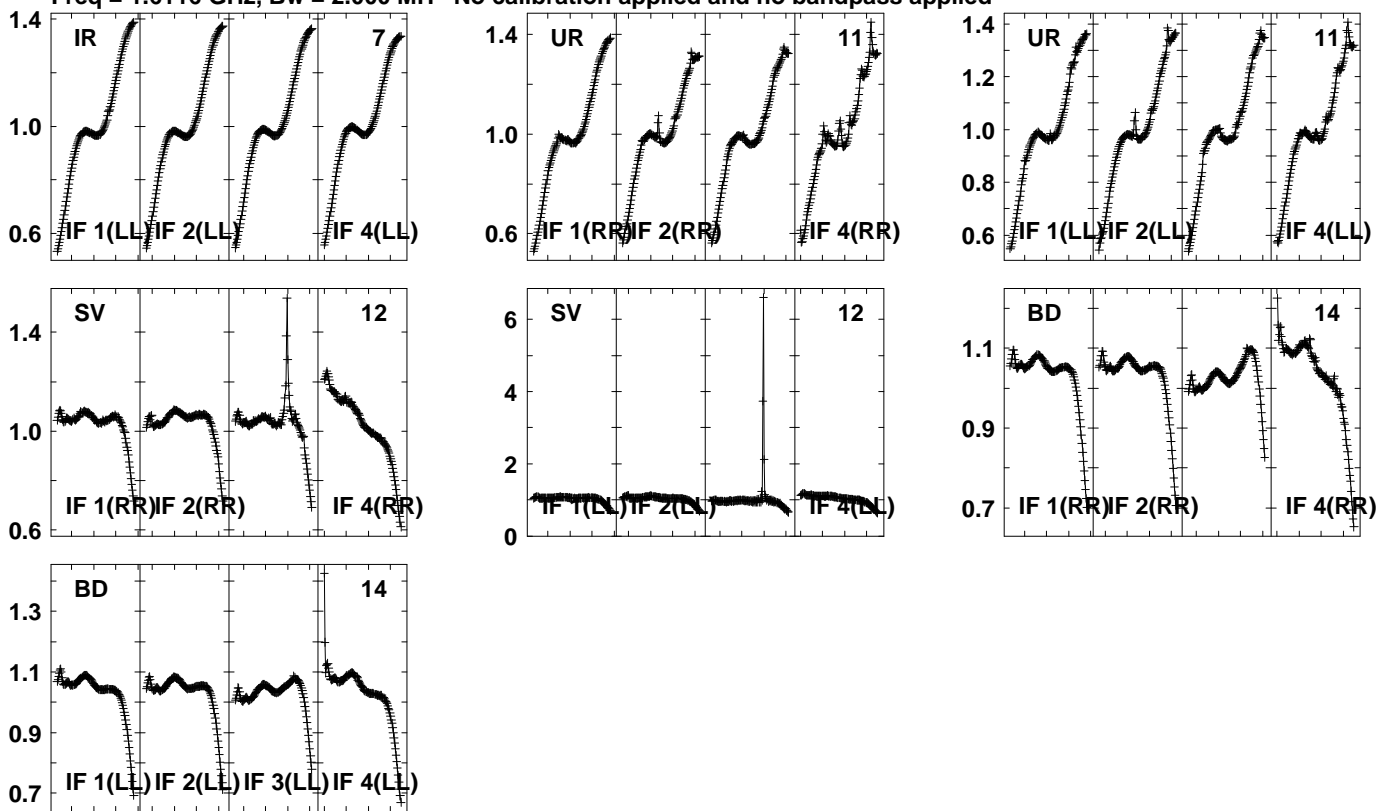 No calibration applied and no bandpass applied
IR 7
1.4
1.0
0.6
IF 1(LL) IF 2(LL) IF 4(LL)
UR 11
1.4
1.0
0.6
IF 1(RR) IF 2(RR) IF 4(RR)
UR 11
1.4
1.2
1.0
0.8
0.6
IF 1(LL) IF 2(LL) IF 4(LL)
SV 12
1.4
1.0
0.6
IF 1(RR) IF 2(RR) IF 4(RR)
SV 12
6
4
2
0
IF 1(LL) IF 2(LL) IF 4(LL)
BD 14
1.1
0.9
0.7
IF 1(RR) IF 2(RR) IF 4(RR)
BD 14
1.3
1.1
0.9
0.7
IF 1(LL) IF 2(LL) IF 3(LL) IF 4(LL)